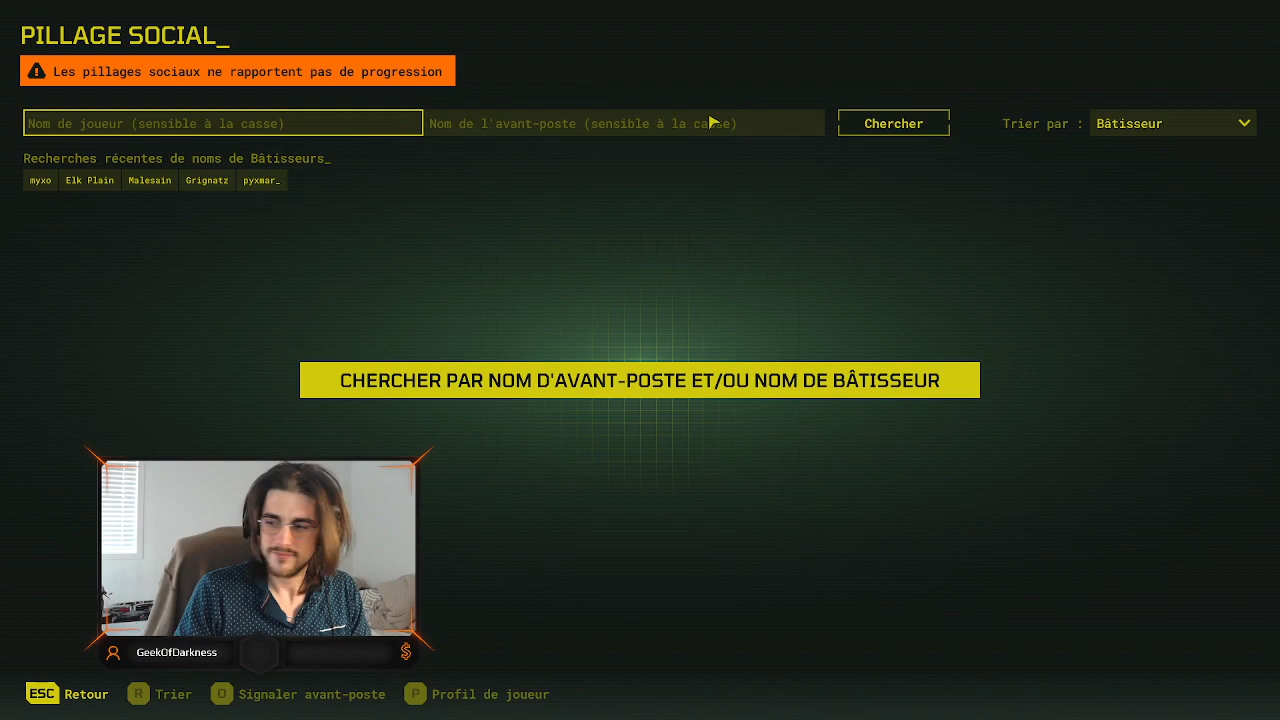 PILLAGE SOCIAL_
Les pillages sociaux ne rapportent pas de progression
Nom de joueur (sensible à la casse)
Nom de l'avant-poste (sensible à la casse)
Chercher
Trier par :
Bâtisseur
Recherches récentes de noms de Bâtisseurs_
myxo
Elk Plain
Malesain
Grignatz
pyxmar_
CHERCHER PAR NOM D'AVANT-POSTE ET/OU NOM DE BÂTISSEUR
GeekOfDarkness
$
ESC Retour
R Trier
O Signaler avant-poste
P Profil de joueur